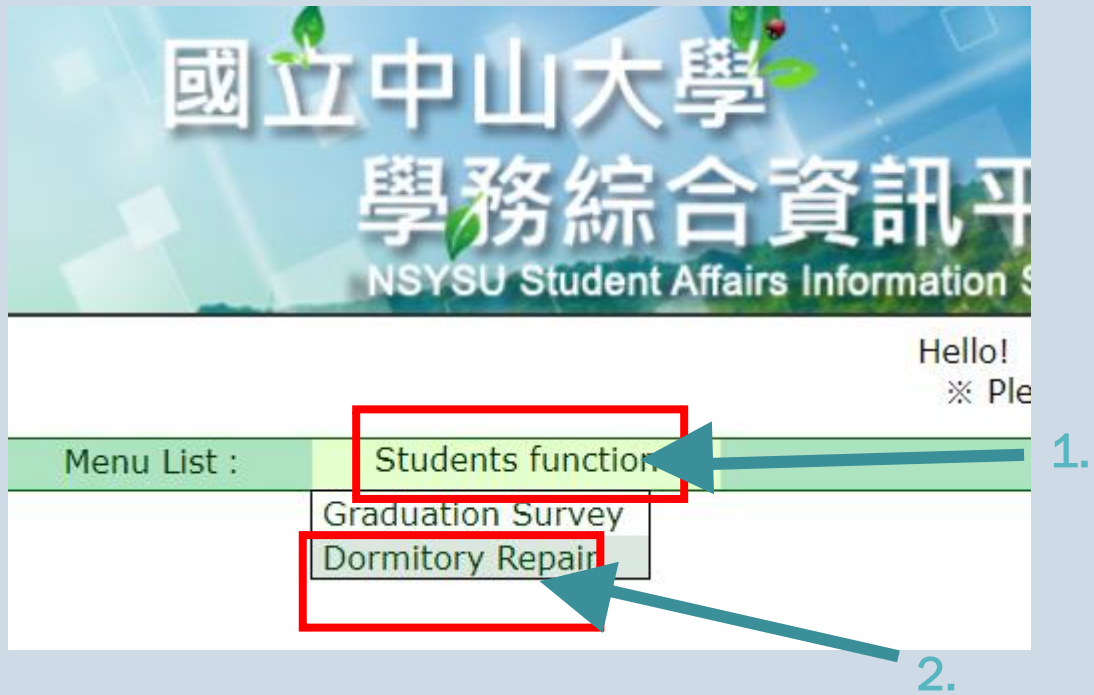 國立中山大學
學務綜合資訊平
NSYSU Student Affairs Information S
Hello!
※ Ple
Menu List :
Students function
1.
Graduation Survey
Dormitory Repair
2.